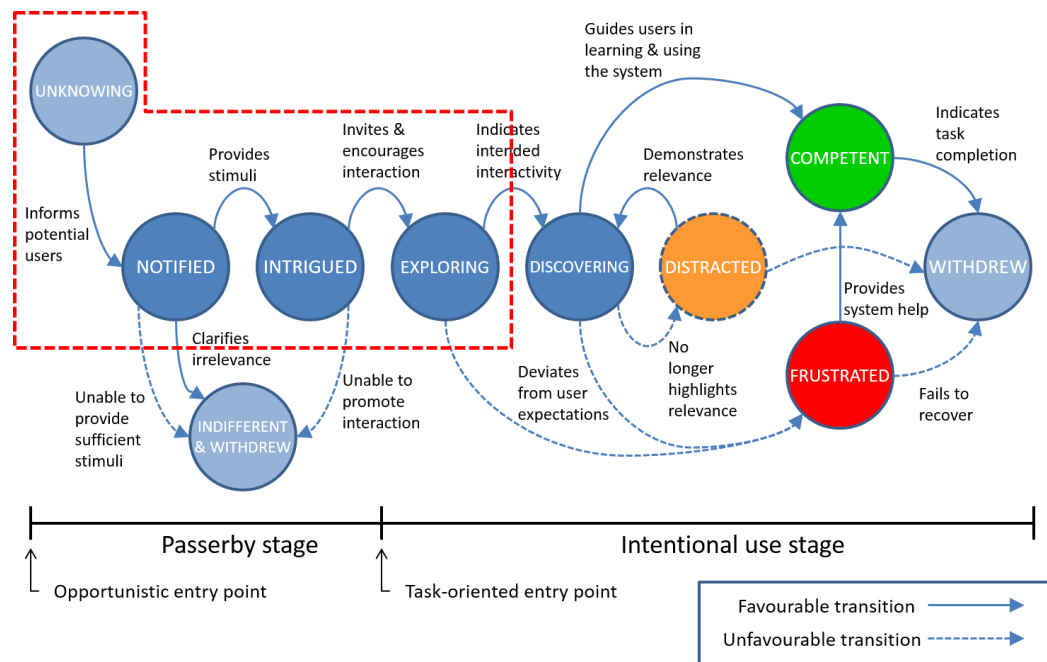 UNKNOWING
Informs
potential
users
NOTIFIED
Provides
stimuli
INTRIGUED
Invites &
encourages
interaction
EXPLORING
Indicates
intended
interactivity
DISCOVERING
Guides users in
learning & using
the system
Demonstrates
relevance
DISTRACTED
COMPETENT
Indicates
task
completion
WITHDREW
Provides
system help
FRUSTRATED
Fails to
recover
No
longer
highlights
relevance
Deviates
from user
expectations
Clarifies
irrelevance
Unable to
provide
sufficient
stimuli
INDIFFERENT
& WITHDREW
Unable to
promote
interaction
Passerby stage
Intentional use stage
Opportunistic entry point
Task-oriented entry point
Favourable transition
Unfavourable transition